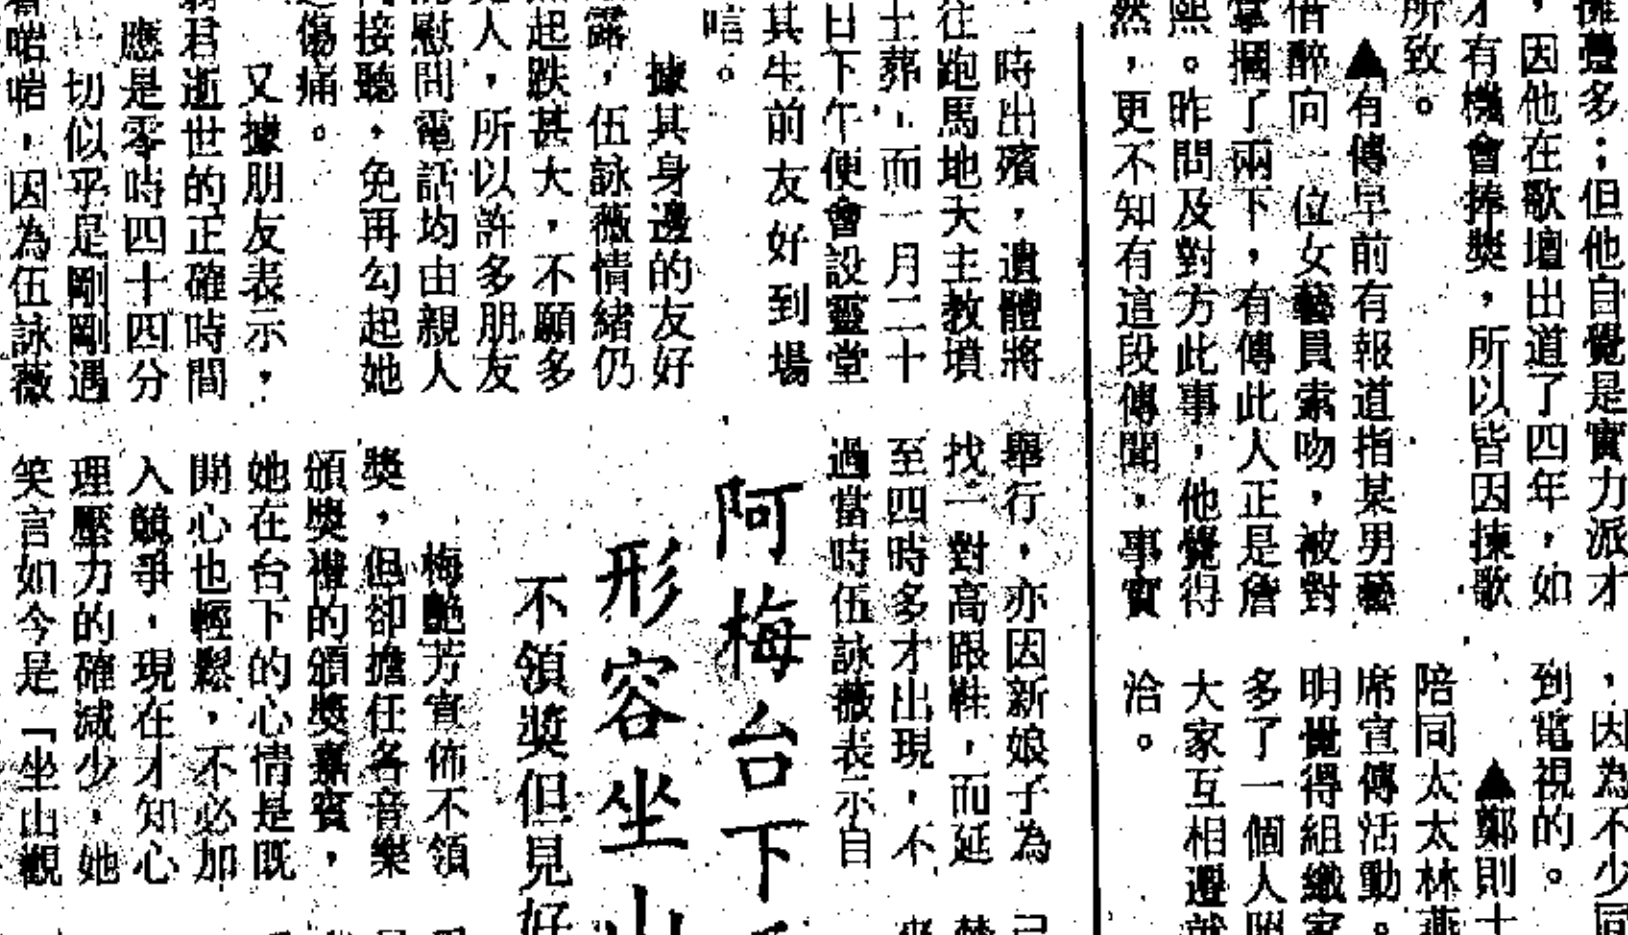 擁躉多；但他自覺是實力派才
，因他在歌壇出道了四年，如
才有機會捧獎，所以皆因揀歌
所致。
▲有傳早前有報道指某男藝
借醉向一位女藝員索吻，被對
掌摑了兩下，有傳此人正是詹
熙。昨問及對方此事，他覺得
然，更不知有這段傳聞，事實
，因為不少同
到電視的。
▲鄭則士
陪同太太林燕
席宣傳活動。
明覺得組織家
多了一個人照
大家互相遷就
洽。
一時出殯，遺體將
往跑馬地天主教墳
土葬，而一月二十
日下午便會設靈堂
其生前友好到場
唁。
據其身邊的友好
露，伍詠薇情緒仍
起跌甚大，不願多
人，所以許多朋友
慰問電話均由親人
接聽，免再勾起她
傷痛。
又據朋友表示，
君逝世的正確時間
應是零時四十四分
切似乎是剛剛遇
啱啱，因為伍詠薇
舉行，亦因新娘子為
找一對高跟鞋，而延
至四時多才出現，不
過當時伍詠薇表示自
阿梅台下
形容坐山
不領獎但見好
梅艷芳宣佈不領
獎，但卻擔任各音樂
頒獎禮的頒獎嘉賓，
她在台下的心情是既
開心也輕鬆，不必加
入競爭，現在才知心
理壓力的確減少，她
笑言如今是「坐山觀